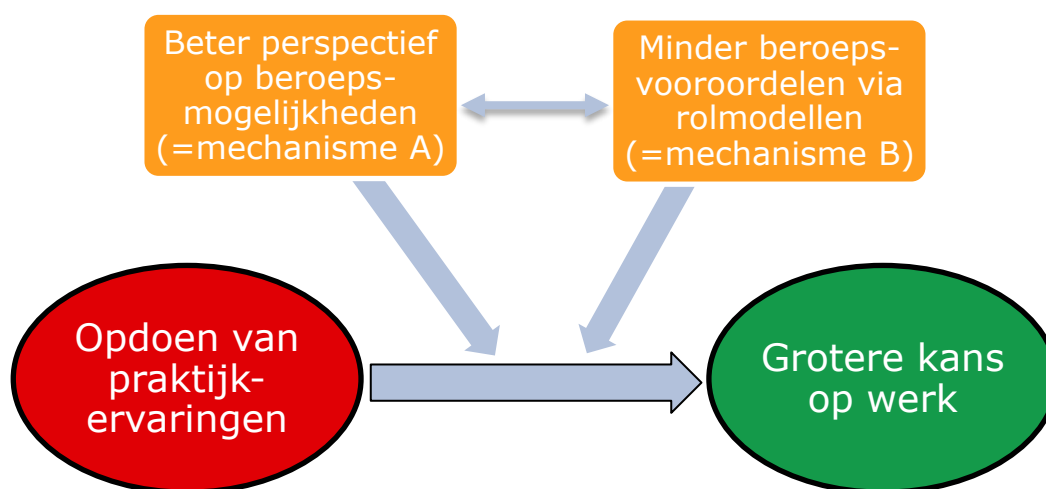 Beter perspectief
op beroeps-
mogelijkheden
(=mechanisme A)
Minder beroeps-
vooroordelen via
rolmodellen
(=mechanisme B)
Opdoen van
praktijk-
ervaringen
Grotere kans
op werk